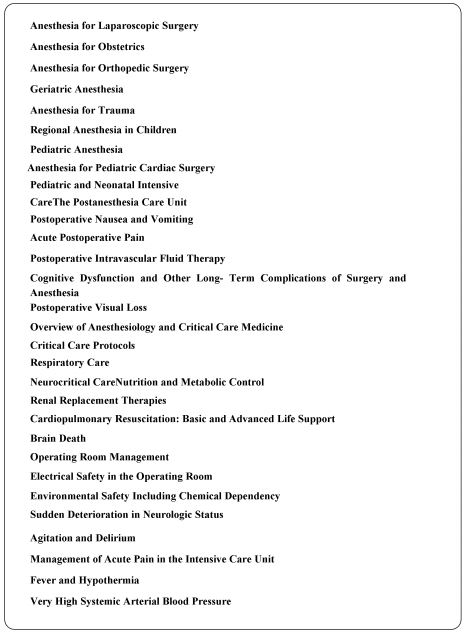 Anesthesia for Laparoscopic Surgery
Anesthesia for Obstetrics
Anesthesia for Orthopedic Surgery
Geriatric Anesthesia
Anesthesia for Trauma
Regional Anesthesia in Children
Pediatric Anesthesia
Anesthesia for Pediatric Cardiac Surgery
Pediatric and Neonatal Intensive
CareThe Postanesthesia Care Unit
Postoperative Nausea and Vomiting
Acute Postoperative Pain
Postoperative Intravascular Fluid Therapy
Cognitive Dysfunction and Other Long- Term Complications of Surgery and
Anesthesia
Postoperative Visual Loss
Overview of Anesthesiology and Critical Care Medicine
Critical Care Protocols
Respiratory Care
Neurocritical CareNutrition and Metabolic Control
Renal Replacement Therapies
Cardiopulmonary Resuscitation: Basic and Advanced Life Support
Brain Death
Operating Room Management
Electrical Safety in the Operating Room
Environmental Safety Including Chemical Dependency
Sudden Deterioration in Neurologic Status
Agitation and Delirium
Management of Acute Pain in the Intensive Care Unit
Fever and Hypothermia
Very High Systemic Arterial Blood Pressure